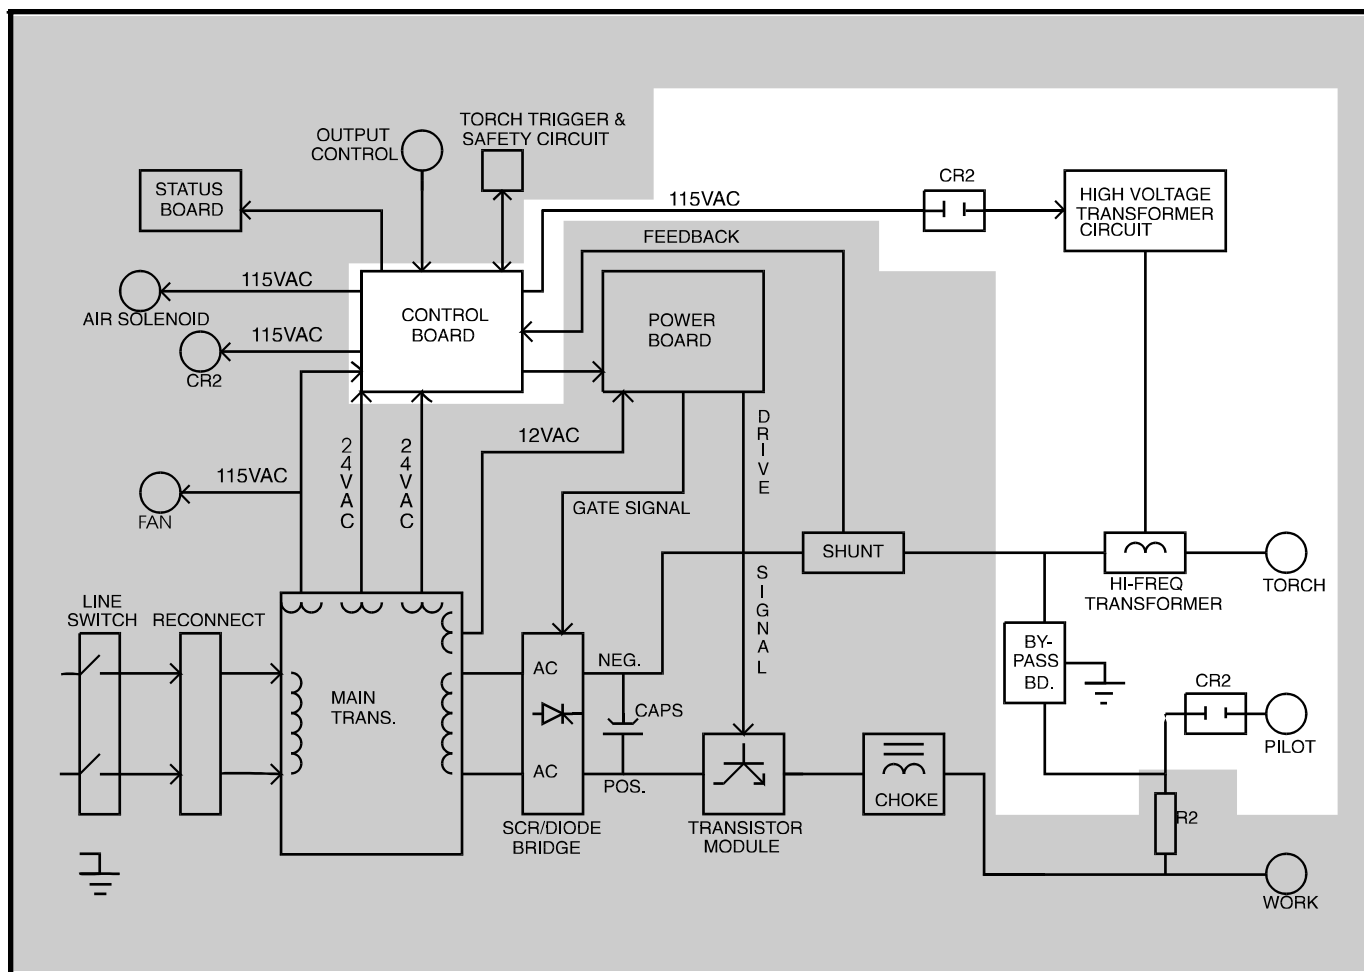 OUTPUT
CONTROL
TORCH TRIGGER &
SAFETY CIRCUIT
STATUS
BOARD
115VAC
CR2
HIGH VOLTAGE
TRANSFORMER
CIRCUIT
FEEDBACK
115VAC
AIR SOLENOID
CONTROL
BOARD
POWER
BOARD
115VAC
CR2
24VAC
24VAC
12VAC
DRIVE SIGNAL
115VAC
FAN
GATE SIGNAL
SHUNT
HI-FREQ
TRANSFORMER
TORCH
LINE
SWITCH
RECONNECT
MAIN
TRANS.
AC
NEG.
CAPS
AC
POS.
SCR/DIODE
BRIDGE
TRANSISTOR
MODULE
CHOKE
BY-
PASS
BD.
CR2
PILOT
R2
WORK